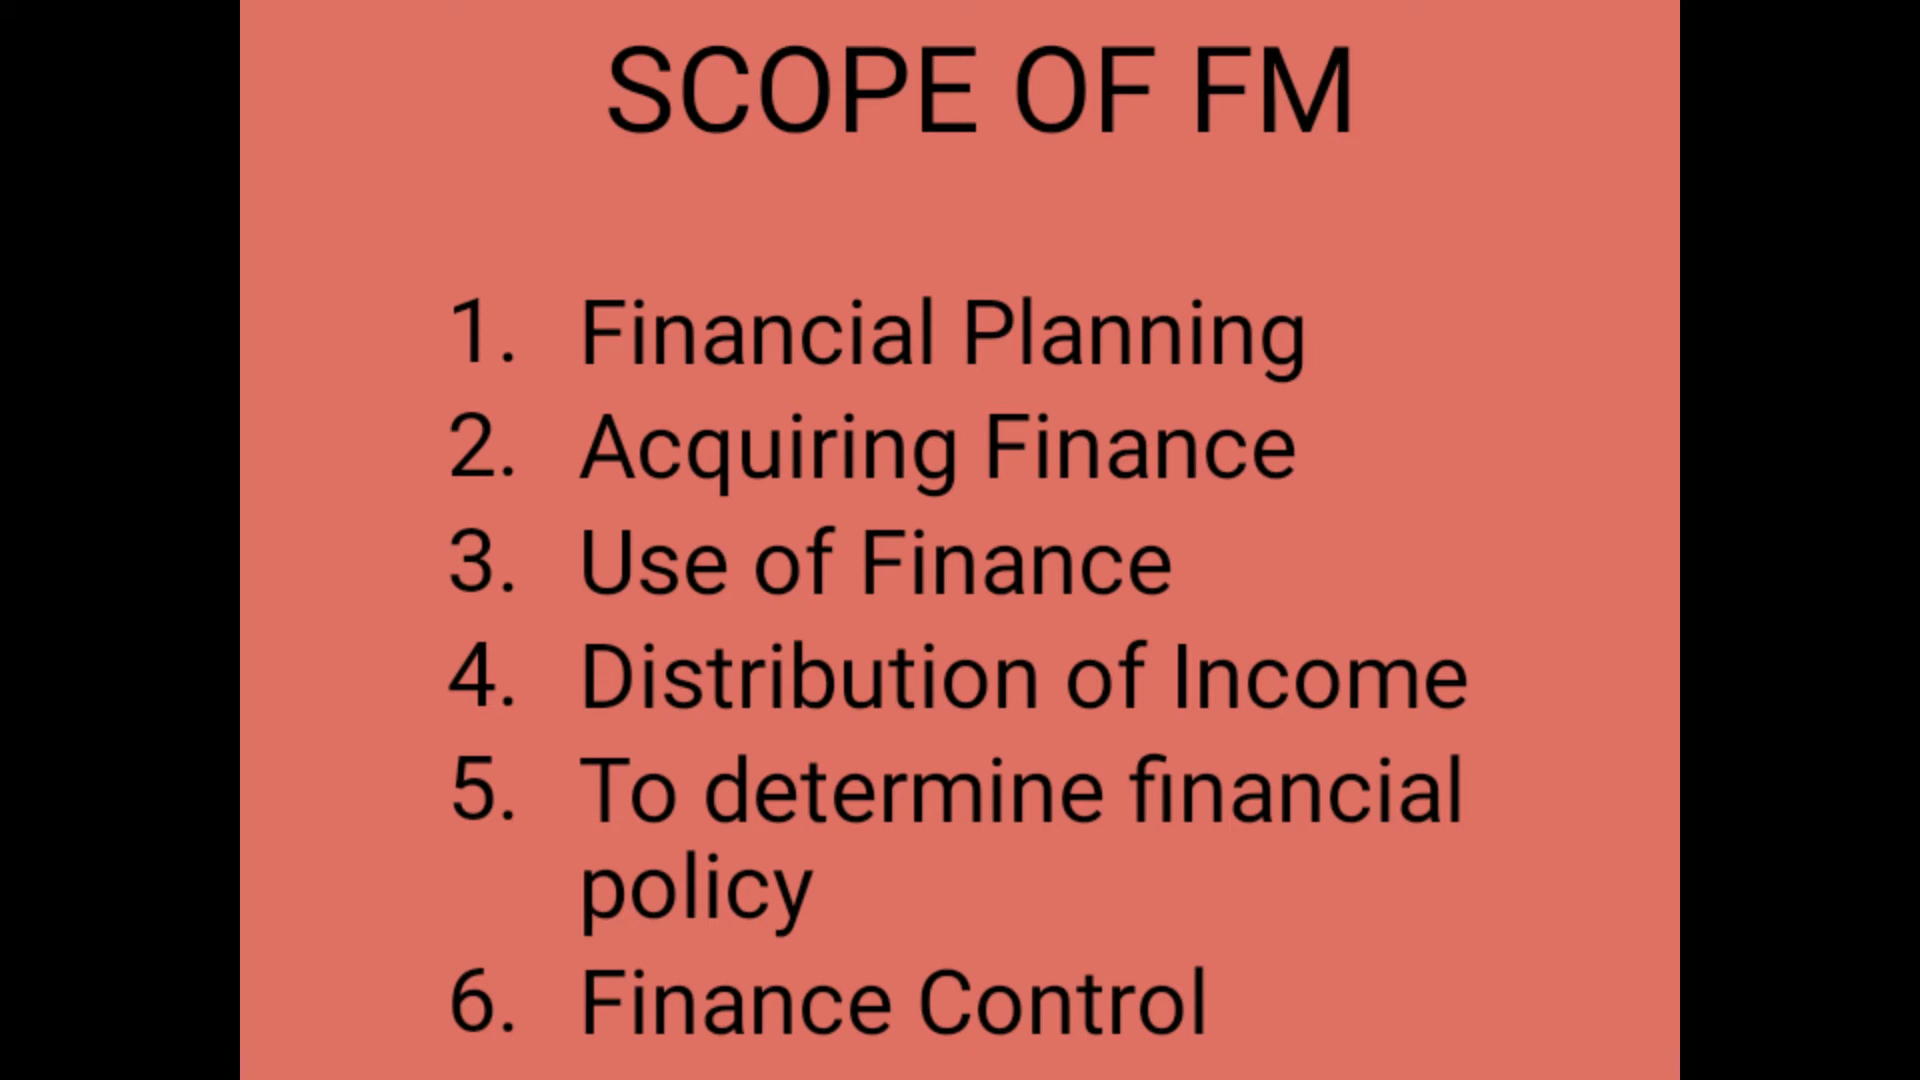 SCOPE OF FM
1. Financial Planning
2. Acquiring Finance
3. Use of Finance
4. Distribution of Income
5. To determine financial
policy
6. Finance Control